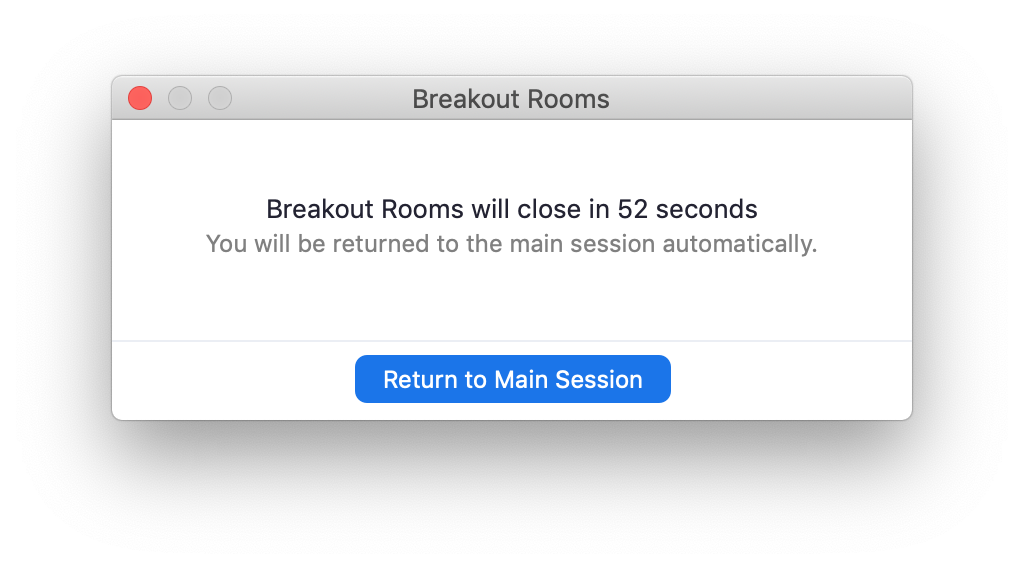 Breakout Rooms
Breakout Rooms will close in 52 seconds
You will be returned to the main session automatically.
Return to Main Session